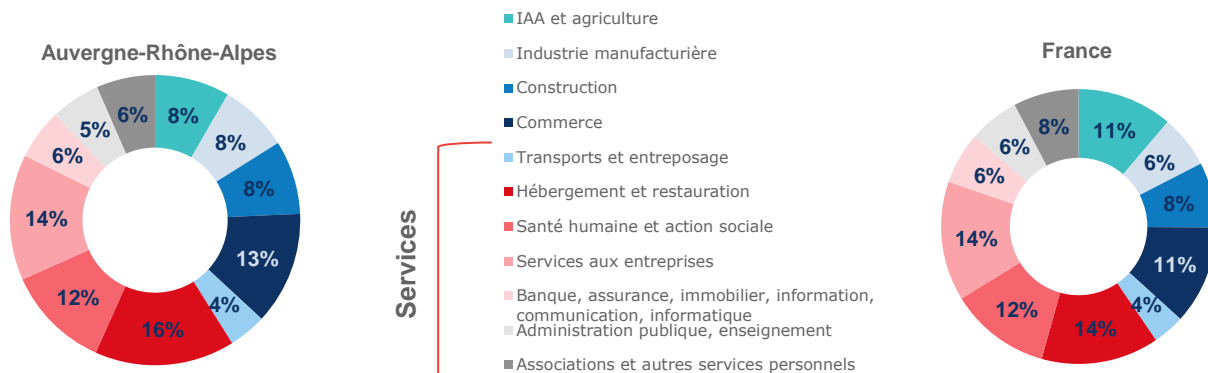 Auvergne-Rhône-Alpes
8%
8%
8%
13%
4%
16%
12%
14%
6%
5%
6%
IAA et agriculture
Industrie manufacturière
Construction
Commerce
Transports et entreposage
Hébergement et restauration
Santé humaine et action sociale
Services aux entreprises
Banque, assurance, immobilier, information,
communication, informatique
Administration publique, enseignement
Associations et autres services personnels
Services
France
11%
6%
8%
11%
4%
14%
12%
14%
6%
6%
8%